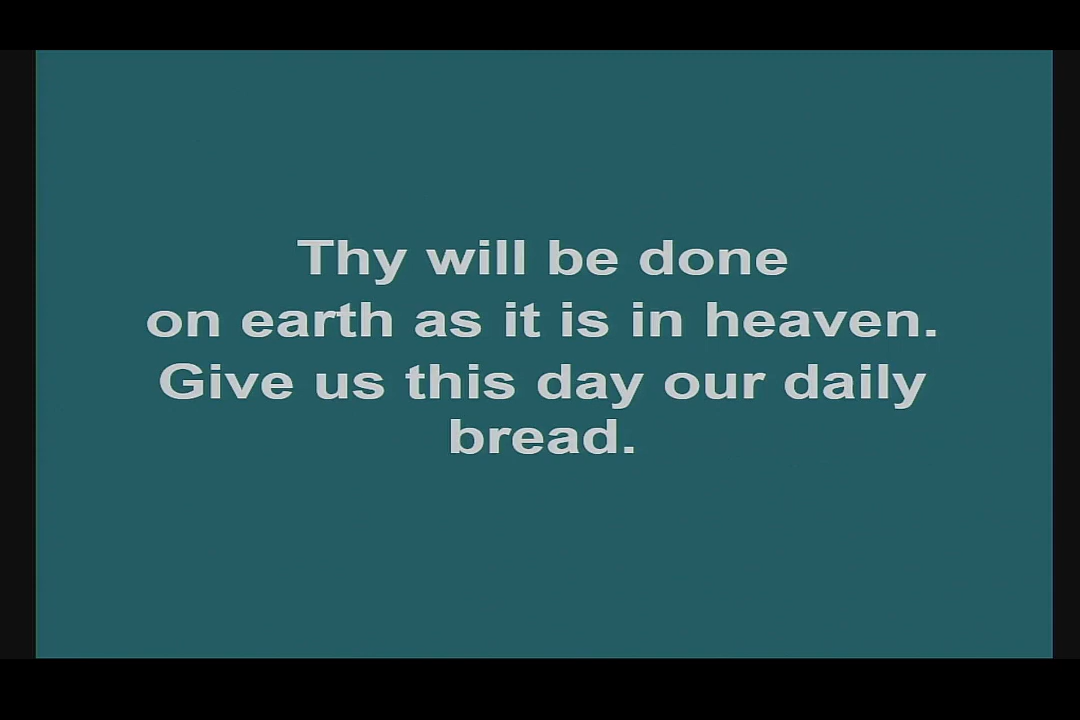 Thy will be done
on earth as it is in heaven.
Give us this day our daily
bread.